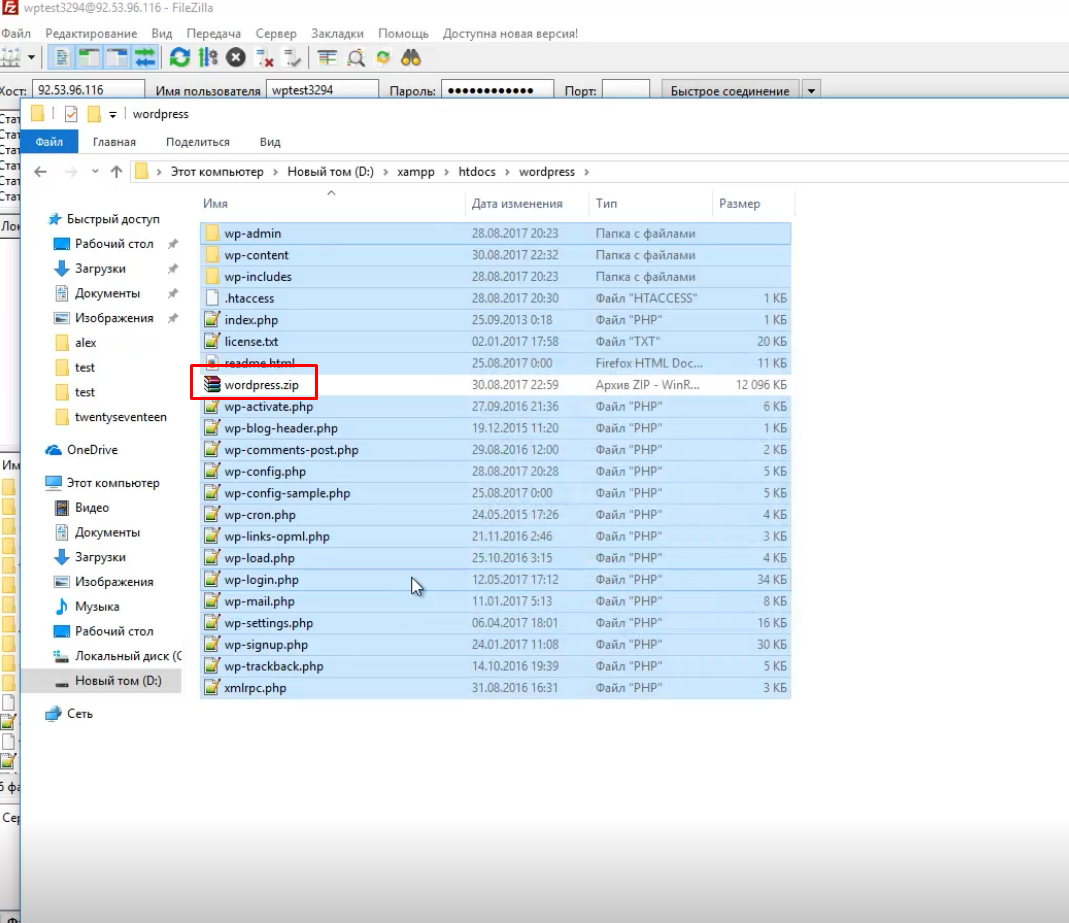 wptest3294@92.53.96.116 - FileZilla
Файл Редактирование Вид Передача Сервер Закладки Помощь Доступна новая версия!
Хост: 92.53.96.116 Имя пользователя wptest3294 Пароль: ●●●●●●●●●●●● Порт: Быстрое соединение
wordpress
Файл Главная Поделиться Вид
Этот компьютер › Новый том (D:) › xampp › htdocs › wordpress ›
Имя Дата изменения Тип Размер
Быстрый доступ
Рабочий стол
Загрузки
Документы
Изображения
alex
test
test
twentyseventeen
OneDrive
Этот компьютер
Видео
Документы
Загрузки
Изображения
Музыка
Рабочий стол
Локальный диск (C
Новый том (D:)
Сеть
wp-admin 28.08.2017 20:23 Папка с файлами
wp-content 30.08.2017 22:32 Папка с файлами
wp-includes 28.08.2017 20:23 Папка с файлами
.htaccess 28.08.2017 20:30 Файл "HTACCESS" 1 КБ
index.php 25.09.2013 0:18 Файл "PHP" 1 КБ
license.txt 02.01.2017 17:58 Файл "TXT" 20 КБ
readme.html 25.08.2017 0:00 Firefox HTML Doc... 11 КБ
wordpress.zip 30.08.2017 22:59 Архив ZIP - WinR... 12 096 КБ
wp-activate.php 27.09.2016 21:36 Файл "PHP" 6 КБ
wp-blog-header.php 19.12.2015 11:20 Файл "PHP" 1 КБ
wp-comments-post.php 29.08.2016 12:00 Файл "PHP" 2 КБ
wp-config.php 28.08.2017 20:28 Файл "PHP" 5 КБ
wp-config-sample.php 25.08.2017 0:00 Файл "PHP" 5 КБ
wp-cron.php 24.05.2015 17:26 Файл "PHP" 4 КБ
wp-links-opml.php 21.11.2016 2:46 Файл "PHP" 3 КБ
wp-load.php 25.10.2016 3:15 Файл "PHP" 4 КБ
wp-login.php 12.05.2017 17:12 Файл "PHP" 34 КБ
wp-mail.php 11.01.2017 5:13 Файл "PHP" 8 КБ
wp-settings.php 06.04.2017 18:01 Файл "PHP" 16 КБ
wp-signup.php 24.01.2017 11:08 Файл "PHP" 30 КБ
wp-trackback.php 14.10.2016 19:39 Файл "PHP" 5 КБ
xmlrpc.php 31.08.2016 16:31 Файл "PHP" 3 КБ